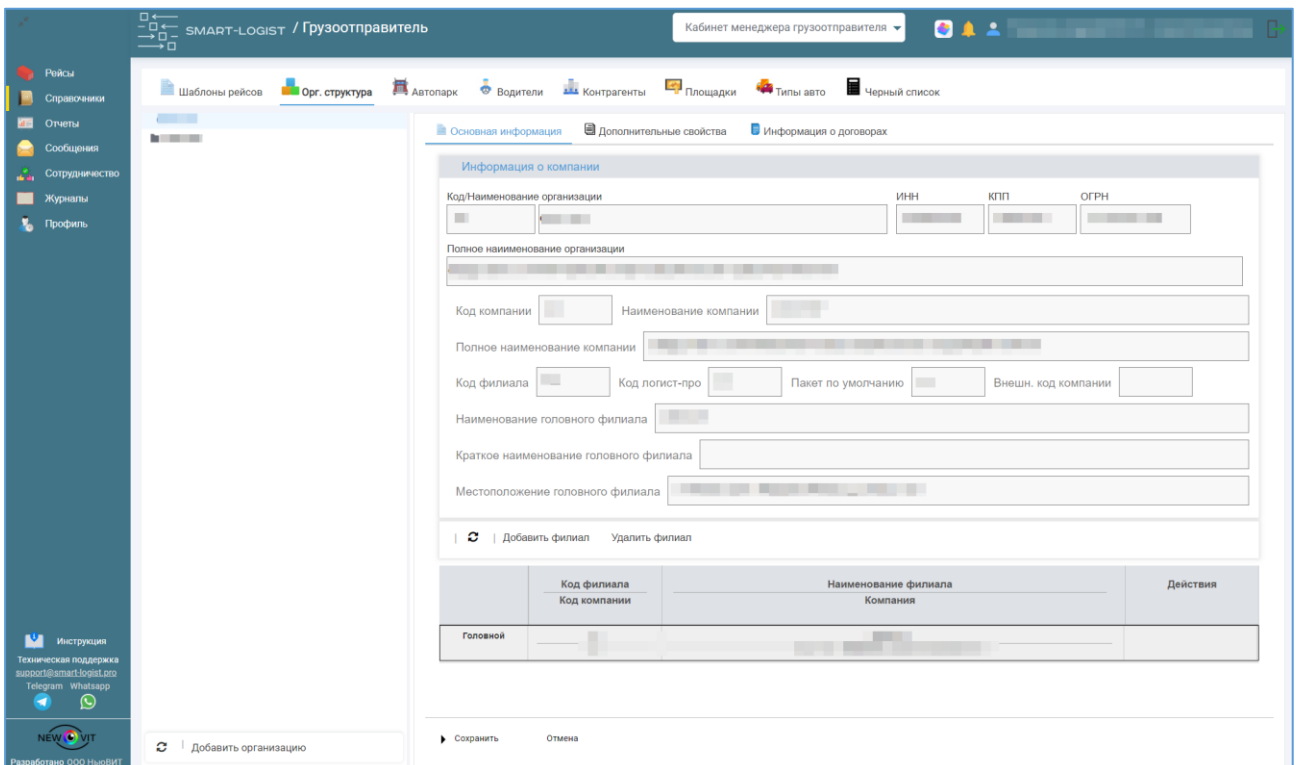 SMART-LOGIST / Грузоотправитель
Кабинет менеджера грузоотправителя
Рейсы
Справочники
Отчеты
Сообщения
Сотрудничество
Журналы
Профиль
Шаблоны рейсов Орг. структура Автопарк Водители Контрагенты Площадки Типы авто Черный список
Основная информация Дополнительные свойства Информация о договорах
Информация о компании
Код/Наименование организации ИНН КПП ОГРН
Полное наиименование организации
Код компании Наименование компании
Полное наименование компании
Код филиала Код логист-про Пакет по умолчанию Внешн. код компании
Наименование головного филиала
Краткое наименование головного филиала
Местоположение головного филиала
| | Добавить филиал Удалить филиал
Код филиала Наименование филиала Действия
Код компании Компания
Головной
Сохранить Отмена
| Добавить организацию
Инструкция
Техническая поддержка
support@smart-logist.pro
Telegram Whatsapp
NEW VIT
Разработано ООО НьюВИТ